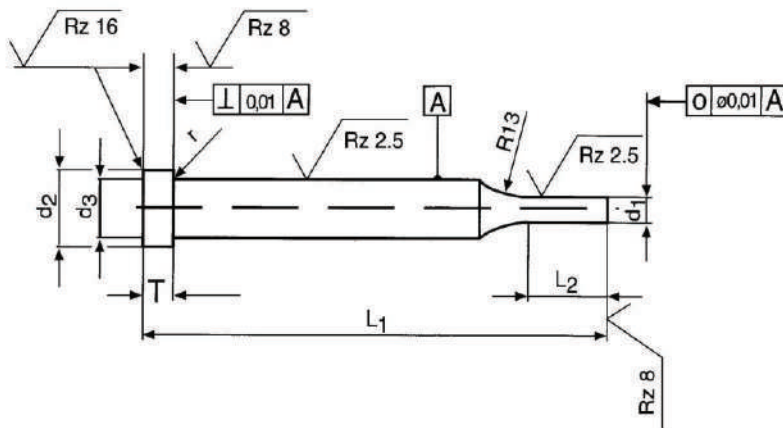 Rz 16
Rz 8
⊥ 0,01 A
r
A
Rz 2.5
R13
Rz 2.5
O ø0,01 A
d2
d3
d1
T
L2
L1
Rz 8